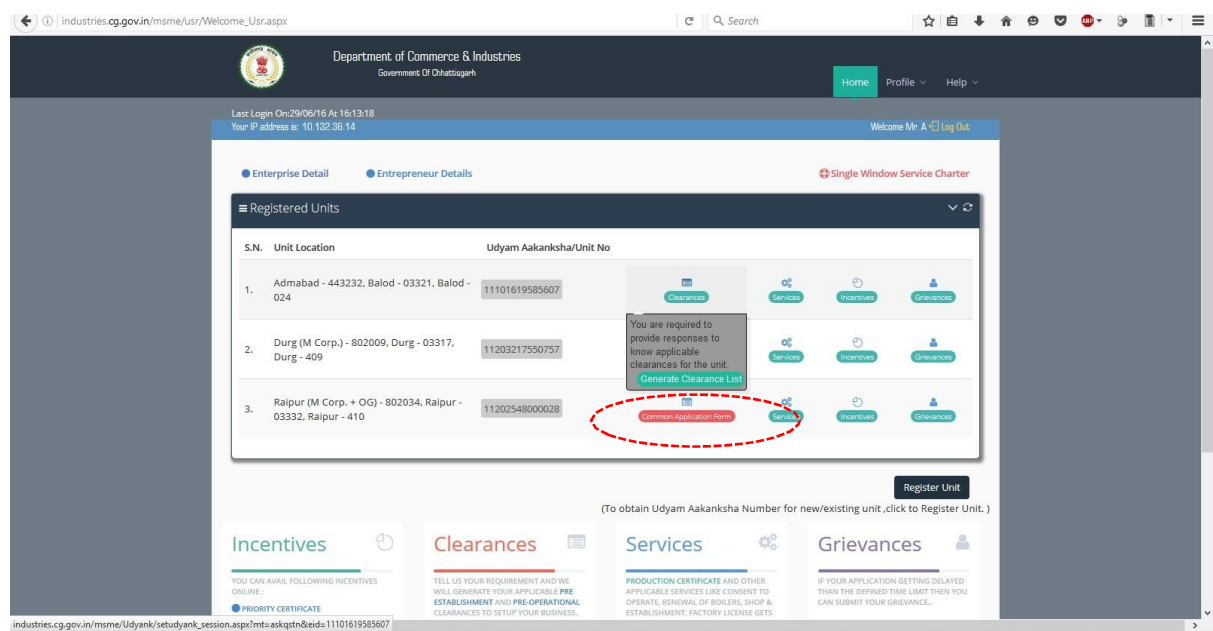 industries.cg.gov.in/msme/usr/Welcome_Usr.aspx
Search
ABP
Department of Commerce & Industries
Government Of Chhattisgarh
Home Profile Help
Last Login On:29/06/16 At 16:13:18
Your IP address is: 10.132.36.14
Welcome Mr. A Log Out
Enterprise Detail Entrepreneur Details Single Window Service Charter
Registered Units
S.N. Unit Location Udyam Aakanksha/Unit No
1. Admabad - 443232, Balod - 03321, Balod -
024
11101619585607 Clearances Services Incentives Grievances
You are required to
provide responses to
know applicable
clearances for the unit.
Generate Clearance List
2. Durg (M Corp.) - 802009, Durg - 03317,
Durg - 409
11203217550757 Services Incentives Grievances
3. Raipur (M Corp. + OG) - 802034, Raipur -
03332, Raipur - 410
11202548000028 Common Application Form Services Incentives Grievances
Register Unit
(To obtain Udyam Aakanksha Number for new/existing unit ,click to Register Unit. )
Incentives
YOU CAN AVAIL FOLLOWING INCENTIVES
ONLINE :
PRIORITY CERTIFICATE
Clearances
TELL US YOUR REQUIREMENT AND WE
WILL GENERATE YOUR APPLICABLE PRE
ESTABLISHMENT AND PRE-OPERATIONAL
CLEARANCES TO SETUP YOUR BUSINESS.
Services
PRODUCTION CERTIFICATE AND OTHER
APPLICABLE SERVICES LIKE CONSENT TO
OPERATE, RENEWAL OF BOILERS, SHOP &
ESTABLISHMENT, FACTORY LICENSE GETS
Grievances
IF YOUR APPLICATION GETTING DELAYED
THAN THE DEFINED TIME LIMIT THEN YOU
CAN SUBMIT YOUR GRIEVANCE..
industries.cg.gov.in/msme/Udyank/setudyank_session.aspx?mt=askqstn&eid=11101619585607